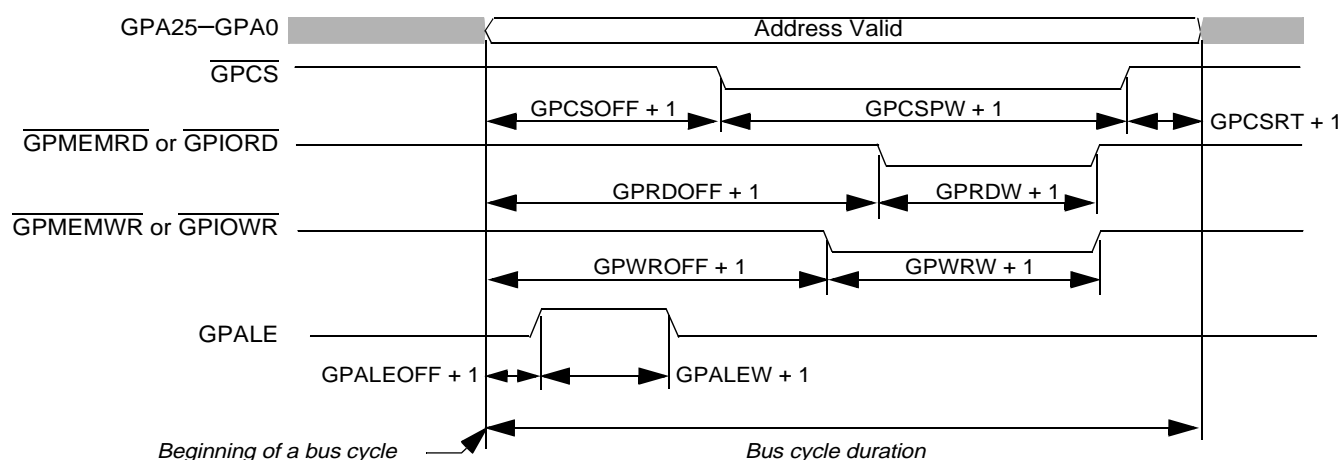 GPA25–GPA0 Address Valid
GPCS
GPCSOFF + 1 GPCSPW + 1 GPCSRT + 1
GPMEMRD or GPIORD
GPRDOFF + 1 GPRDW + 1
GPMEMWR or GPIOWR
GPWROFF + 1 GPWRW + 1
GPALE
GPALEOFF + 1 GPALEW + 1
Beginning of a bus cycle Bus cycle duration